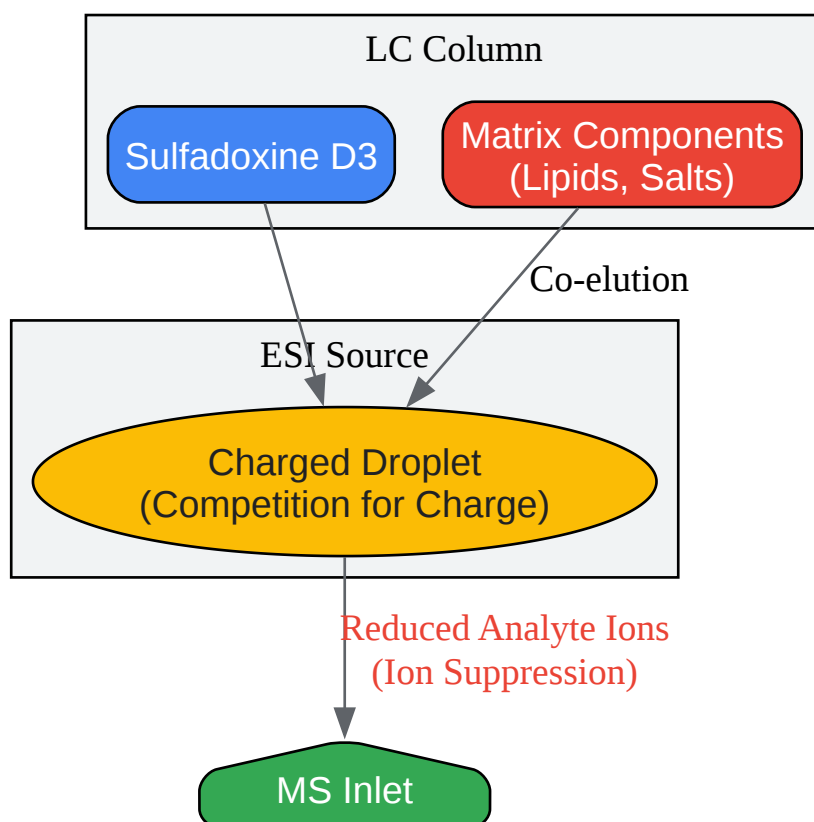 LC Column
Sulfadoxine D3
Matrix Components
(Lipids, Salts)
Co-elution
ESI Source
Charged Droplet
(Competition for Charge)
Reduced Analyte Ions
(Ion Suppression)
MS Inlet